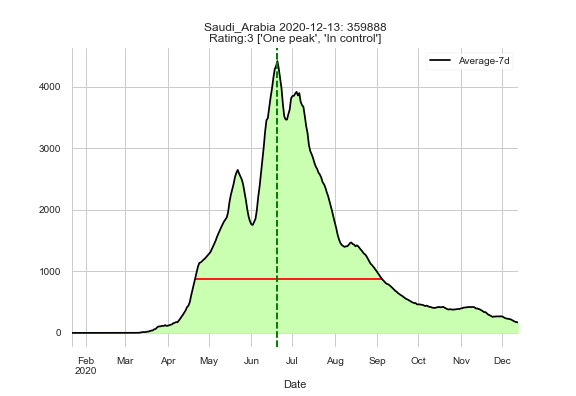 Saudi_Arabia 2020-12-13: 359888
Rating:3 ['One peak', 'In control']
Average-7d
4000
3000
2000
1000
0
Feb Mar Apr May Jun Jul Aug Sep Oct Nov Dec
2020
Date